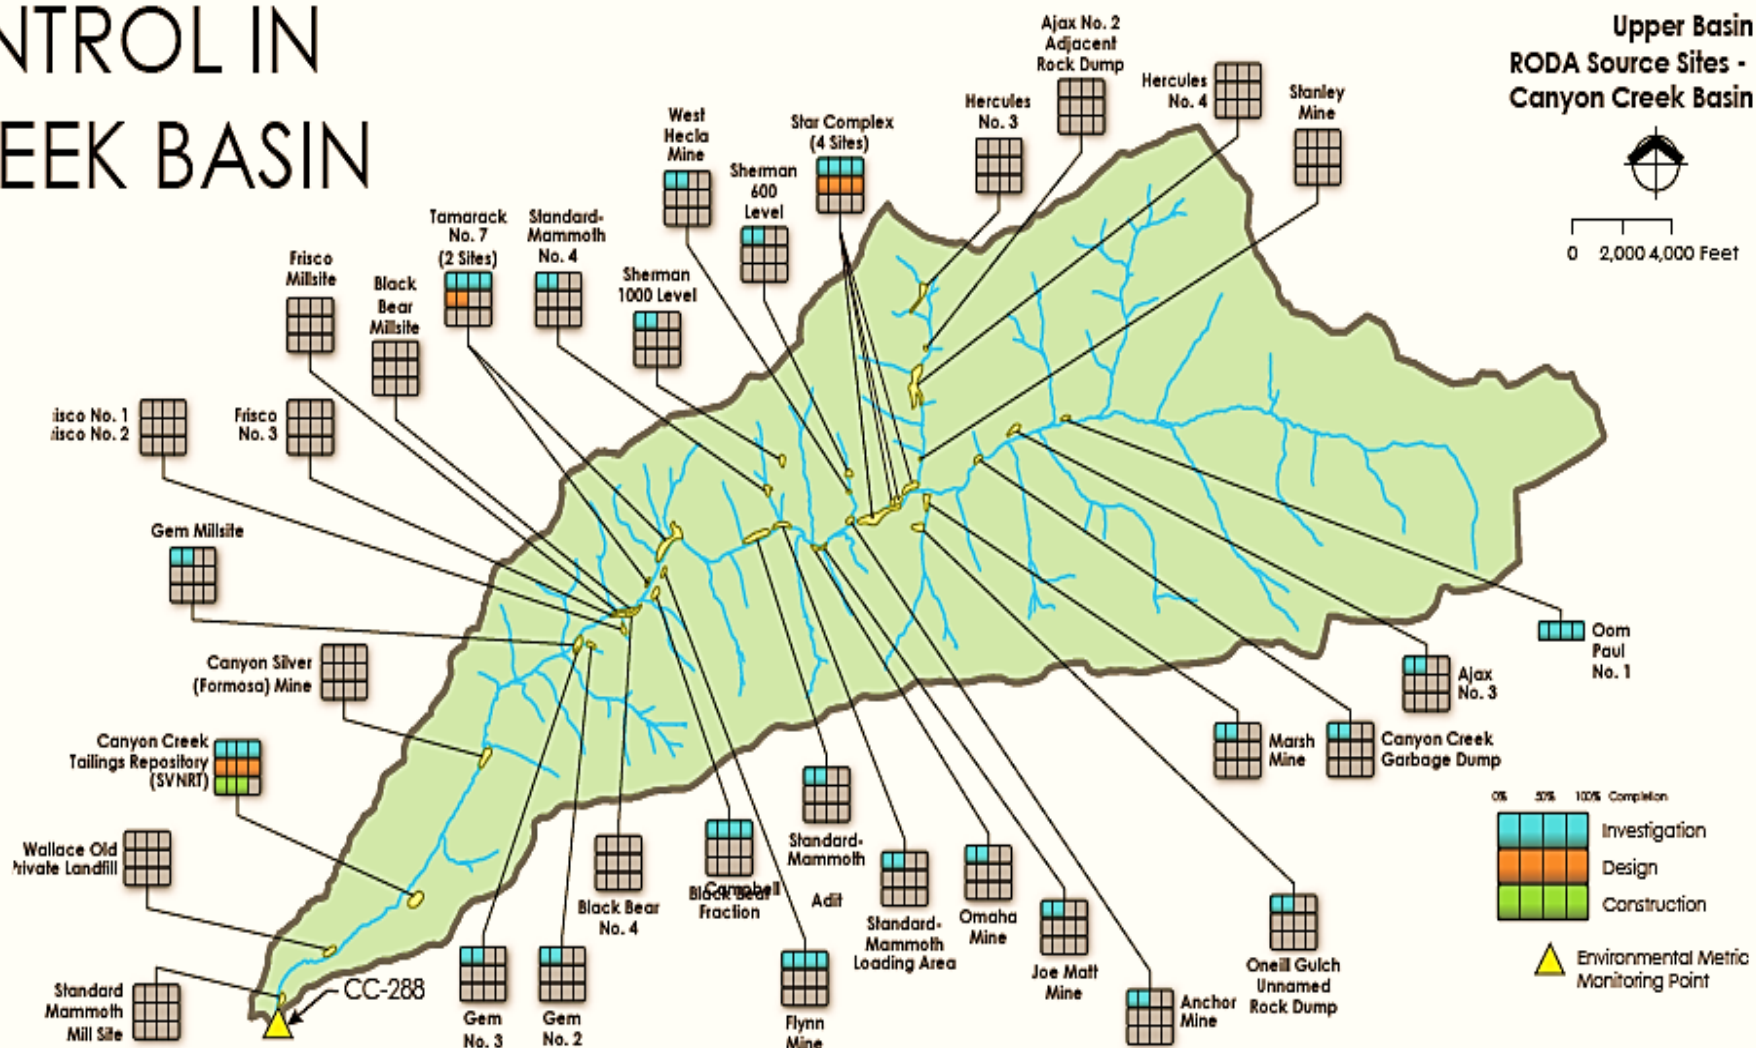 NTROL IN
EEK BASIN
Upper Basin
RODA Source Sites -
Canyon Creek Basin
0 2,000 4,000 Feet
Ajax No. 2
Adjacent
Rock Dump
Hercules
No. 4
Stanley
Mine
Hercules
No. 3
West
Hecla
Mine
Star Complex
(4 Sites)
Sherman
600
Level
Tamarack
No. 7
(2 Sites)
Standard-
Mammoth
No. 4
Sherman
1000 Level
Frisco
Millsite
Black
Bear
Millsite
isco No. 1
isco No. 2
Frisco
No. 3
Gem Millsite
Canyon Silver
(Formosa) Mine
Canyon Creek
Tailings Repository
(SVNRT)
Wallace Old
Private Landfill
Standard
Mammoth
Mill Site
CC-288
Gem
No. 3
Gem
No. 2
Black Bear
No. 4
Campbell
Black Bear
Fraction
Flynn
Mine
Standard-
Mammoth
Adit
Standard-
Mammoth
Loading Area
Omaha
Mine
Joe Matt
Mine
Anchor
Mine
Oneill Gulch
Unnamed
Rock Dump
Marsh
Mine
Canyon Creek
Garbage Dump
Ajax
No. 3
Oom
Paul
No. 1
0% 50% 100% Completion
Investigation
Design
Construction
Environmental Metric
Monitoring Point